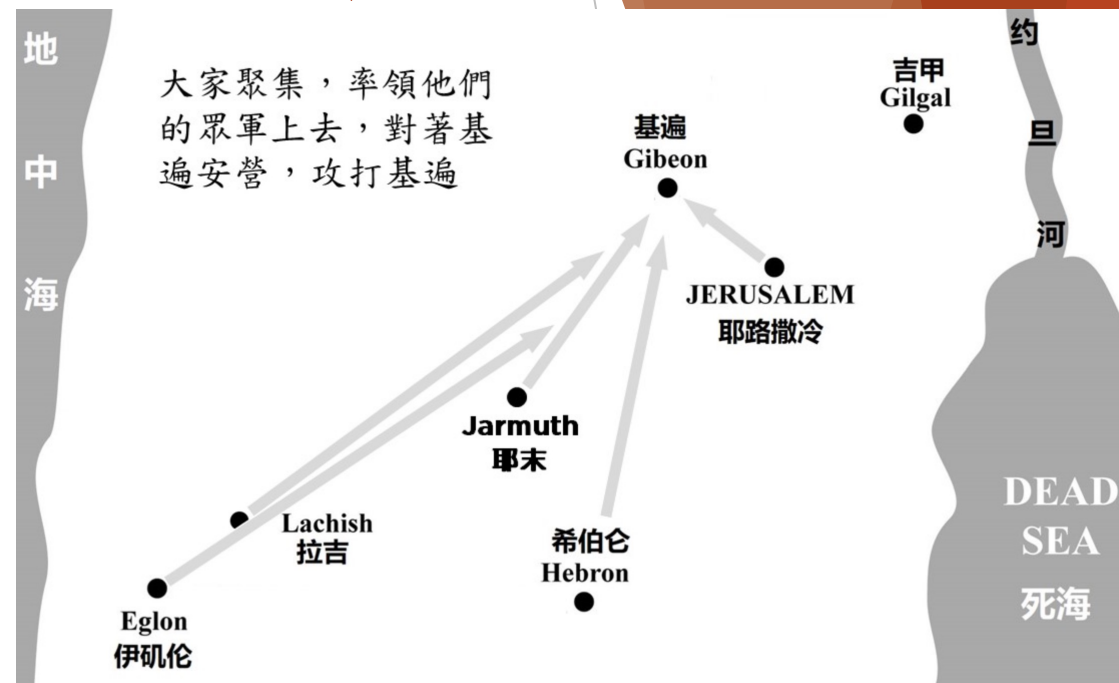 地
中
海
大家聚集，率領他們
的眾軍上去，對著基
遍安營，攻打基遍
约
旦
河
吉甲
Gilgal
基遍
Gibeon
JERUSALEM
耶路撒冷
Jarmuth
耶末
Lachish
拉吉
希伯仑
Hebron
Eglon
伊矶伦
DEAD
SEA
死海